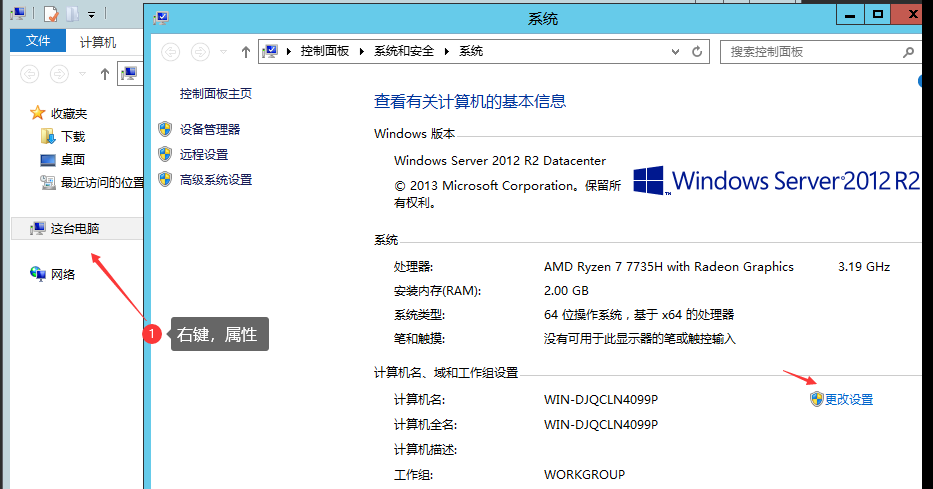 系统
文件
计算机
控制面板
系统和安全
系统
搜索控制面板
收藏夹
下载
桌面
最近访问的位置
这台电脑
网络
1
右键，属性
控制面板主页
设备管理器
远程设置
高级系统设置
查看有关计算机的基本信息
Windows 版本
Windows Server 2012 R2 Datacenter
© 2013 Microsoft Corporation。保留所
有权利。
Windows Server 2012 R2
系统
处理器: AMD Ryzen 7 7735H with Radeon Graphics 3.19 GHz
安装内存(RAM): 2.00 GB
系统类型: 64 位操作系统，基于 x64 的处理器
笔和触摸: 没有可用于此显示器的笔或触控输入
计算机名、域和工作组设置
计算机名: WIN-DJQCLN4099P 更改设置
计算机全名: WIN-DJQCLN4099P
计算机描述:
工作组: WORKGROUP